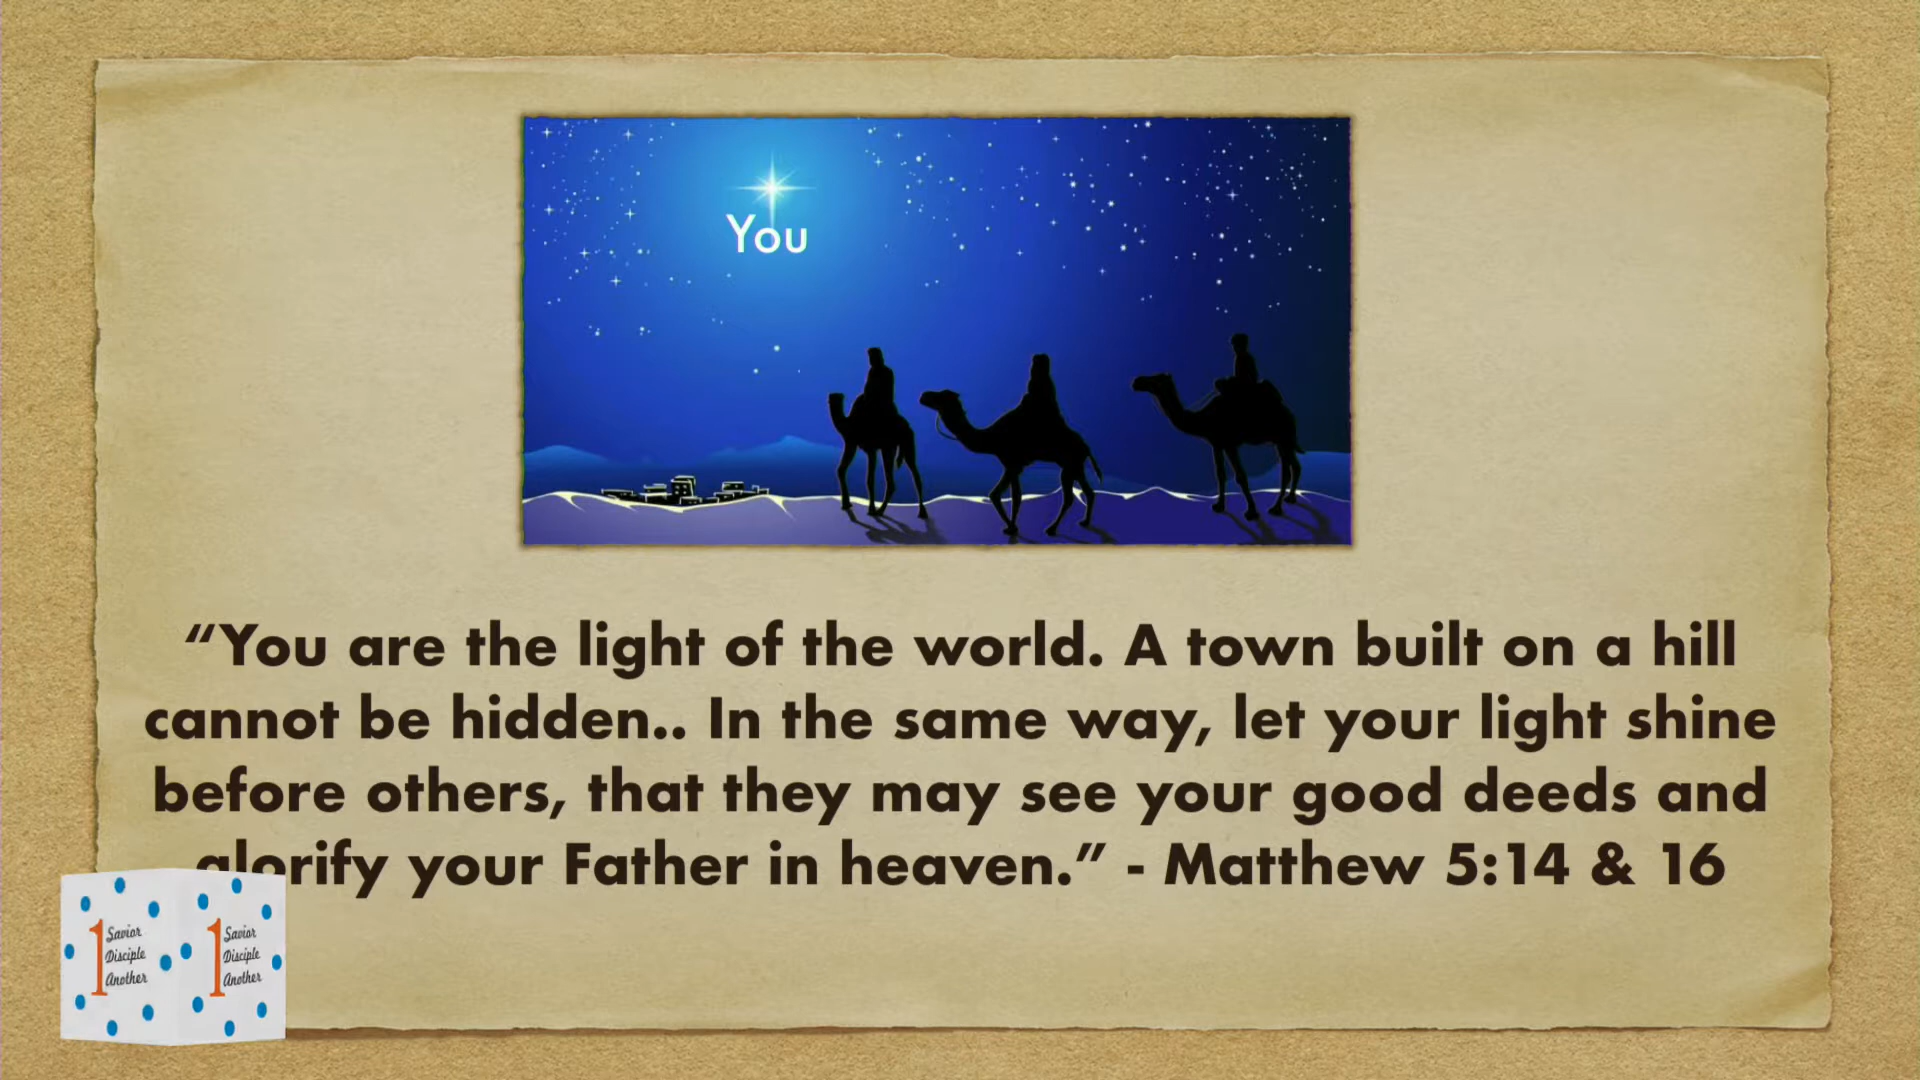 You
“You are the light of the world. A town built on a hill
cannot be hidden.. In the same way, let your light shine
before others, that they may see your good deeds and
glorify your Father in heaven.” - Matthew 5:14 & 16
1 Savior
Disciple
Another
1 Savior
Disciple
Another